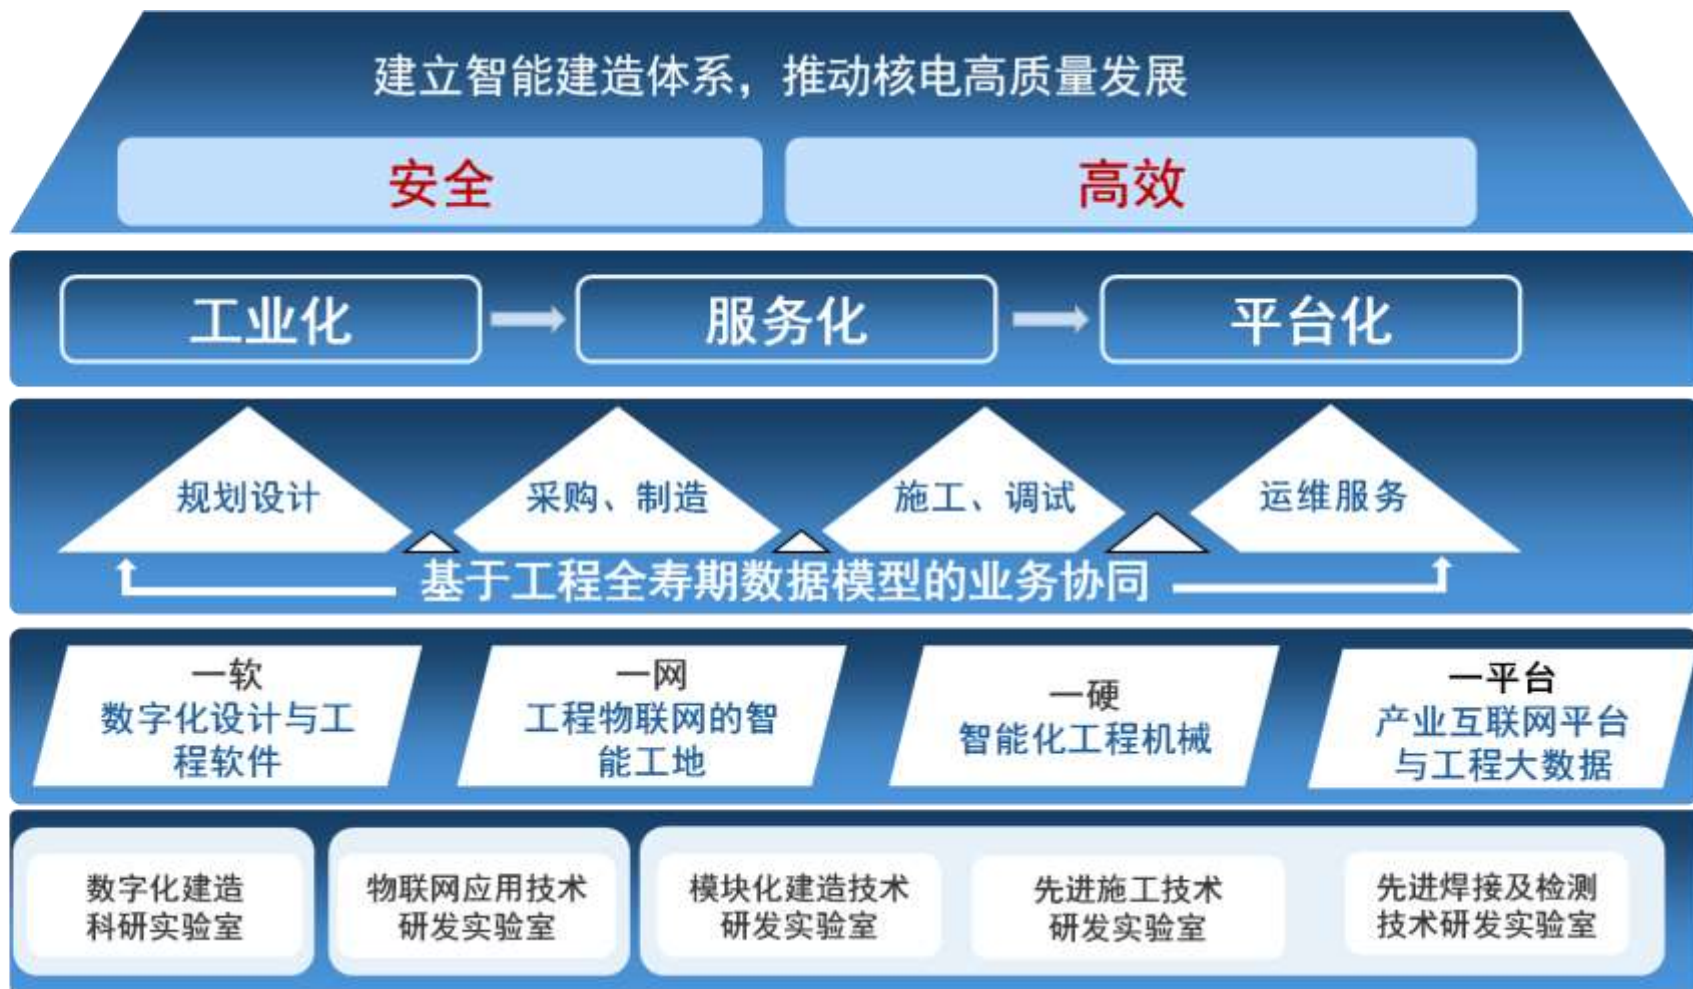 建立智能建造体系，推动核电高质量发展
安全
高效
工业化
服务化
平台化
规划设计
采购、制造
施工、调试
运维服务
基于工程全寿期数据模型的业务协同
一软
数字化设计与工
程软件
一网
工程物联网的智
能工地
一硬
智能化工程机械
一平台
产业互联网平台
与工程大数据
数字化建造
科研实验室
物联网应用技术
研发实验室
模块化建造技术
研发实验室
先进施工技术
研发实验室
先进焊接及检测
技术研发实验室